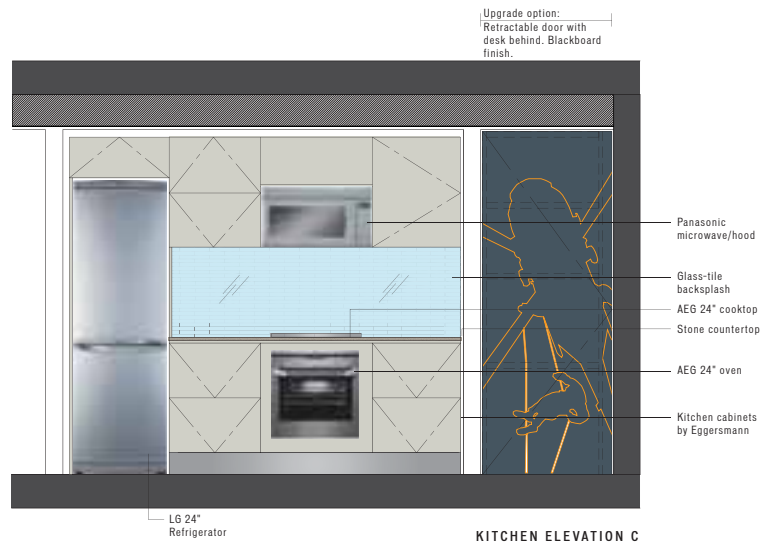 Upgrade option:
Retractable door with
desk behind. Blackboard
finish.
Panasonic
microwave/hood
Glass-tile
backsplash
AEG 24" cooktop
Stone countertop
AEG 24" oven
Kitchen cabinets
by Eggersmann
LG 24"
Refrigerator
KITCHEN ELEVATION C